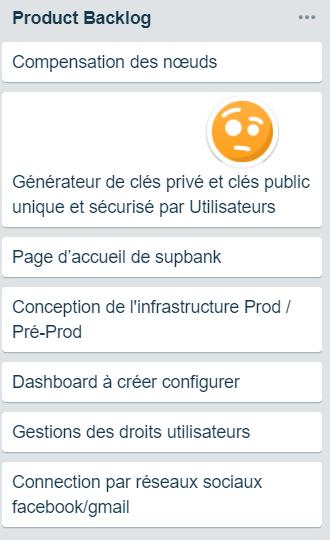 Product Backlog
Compensation des nœuds
Générateur de clés privé et clés public
unique et sécurisé par Utilisateurs
Page d'accueil de supbank
Conception de l'infrastructure Prod /
Pré-Prod
Dashboard à créer configurer
Gestions des droits utilisateurs
Connection par réseaux sociaux
facebook/gmail